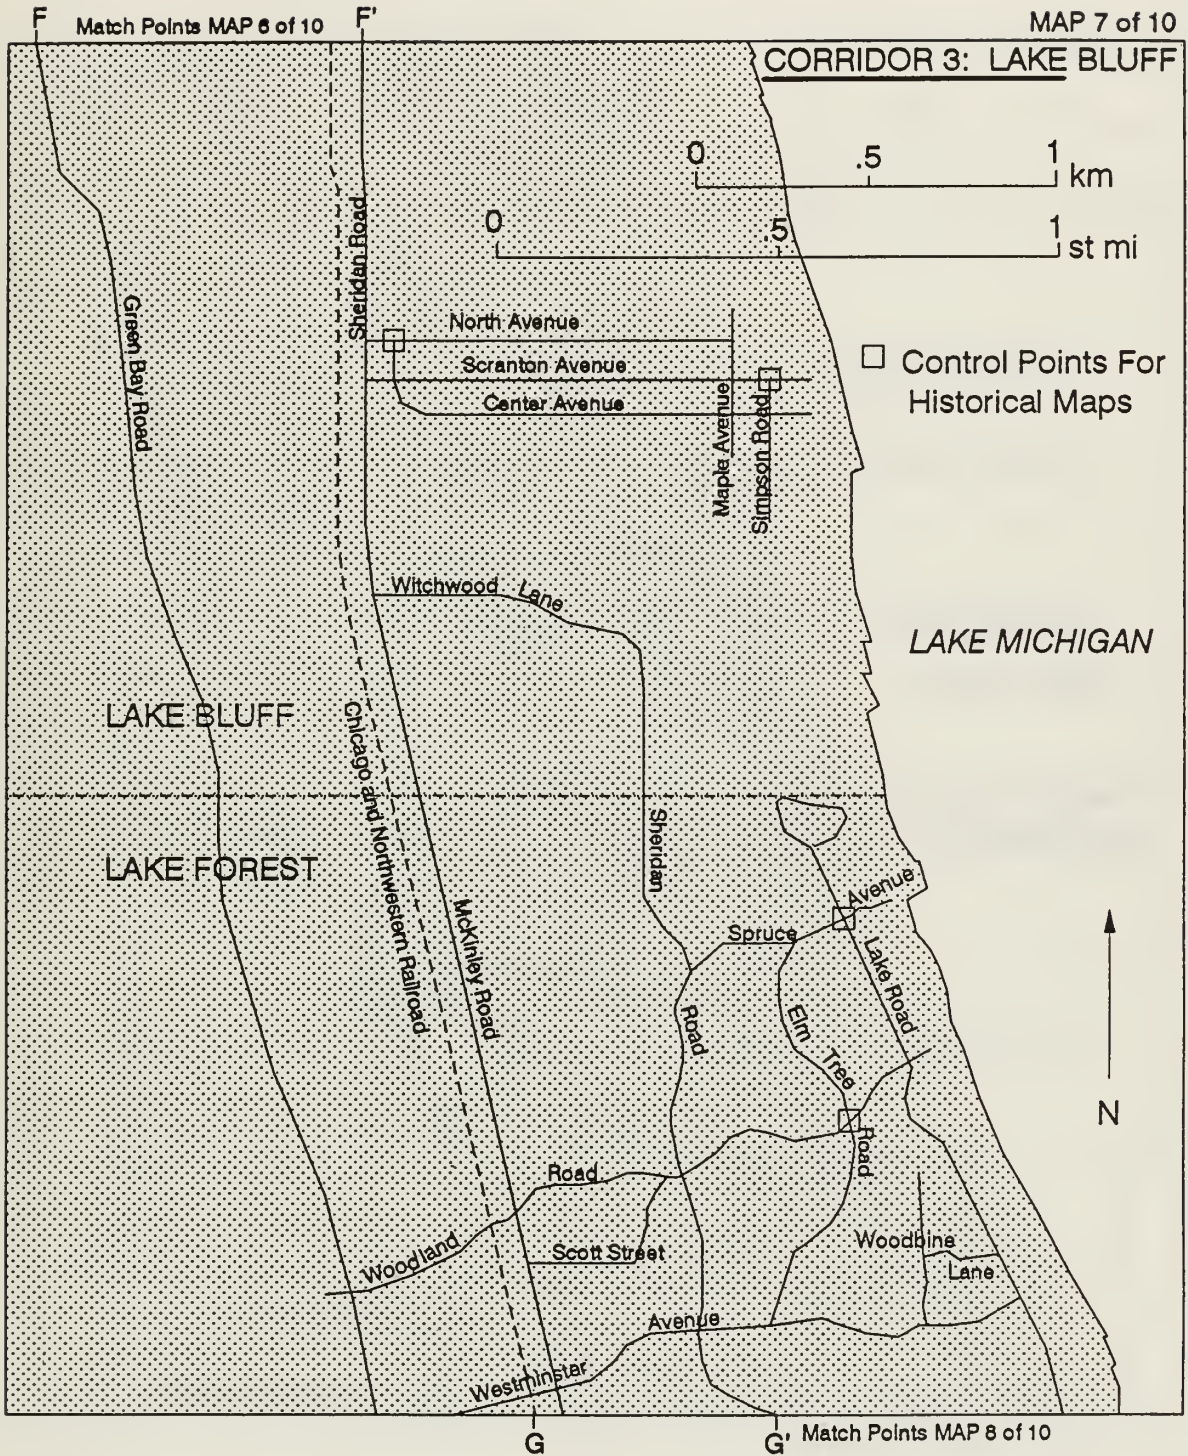 F
Match Points MAP 6 of 10
F'
MAP 7 of 10
CORRIDOR 3: LAKE BLUFF
0
.5
1
km
0
.5
1
st mi
Sheridan Road
Green Bay Road
North Avenue
Scranton Avenue
Center Avenue
Maple Avenue
Simpson Road
Control Points For
Historical Maps
Witchwood Lane
LAKE MICHIGAN
LAKE BLUFF
Chicago and Northwestern Railroad
LAKE FOREST
Sheridan
Road
McKinley Road
Spruce
Avenue
Lake Road
Elm
Tree
Road
N
Woodland
Road
Scott Street
Woodbine
Lane
Westminster
Avenue
G
G'
Match Points MAP 8 of 10